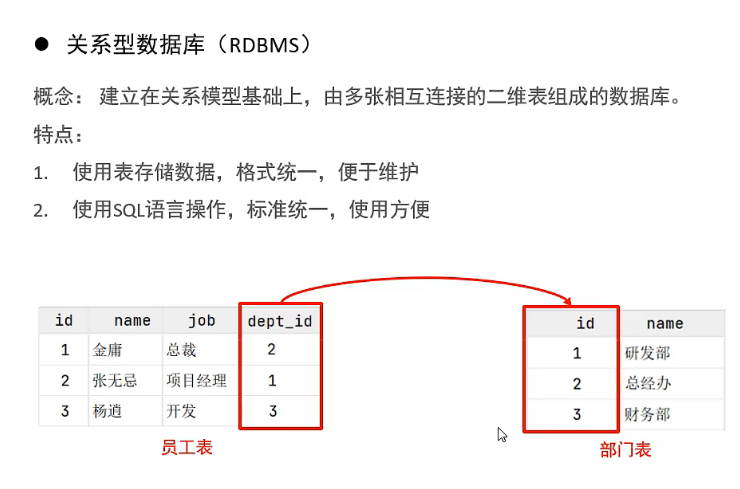 ● 关系型数据库（RDBMS）
概念： 建立在关系模型基础上，由多张相互连接的二维表组成的数据库。
特点：
1. 使用表存储数据，格式统一，便于维护
2. 使用SQL语言操作，标准统一，使用方便
id name job dept_id
1 金庸 总裁 2
2 张无忌 项目经理 1
3 杨逍 开发 3
员工表
id name
1 研发部
2 总经办
3 财务部
部门表